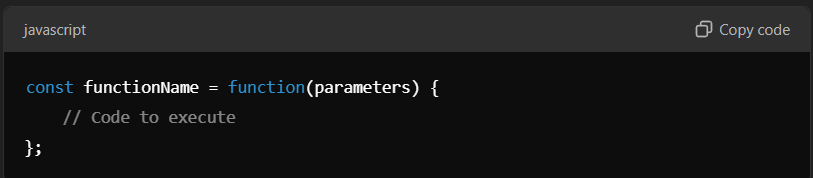 javascript
Copy code
const functionName = function(parameters) {
// Code to execute
};